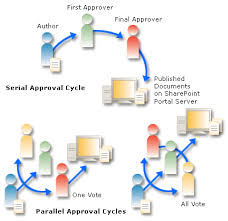 First Approver
Final Approver
Author
Published
Documents
on SharePoint
Portal Server
Serial Approval Cycle
One Vote
All Vote
Parallel Approval Cycles